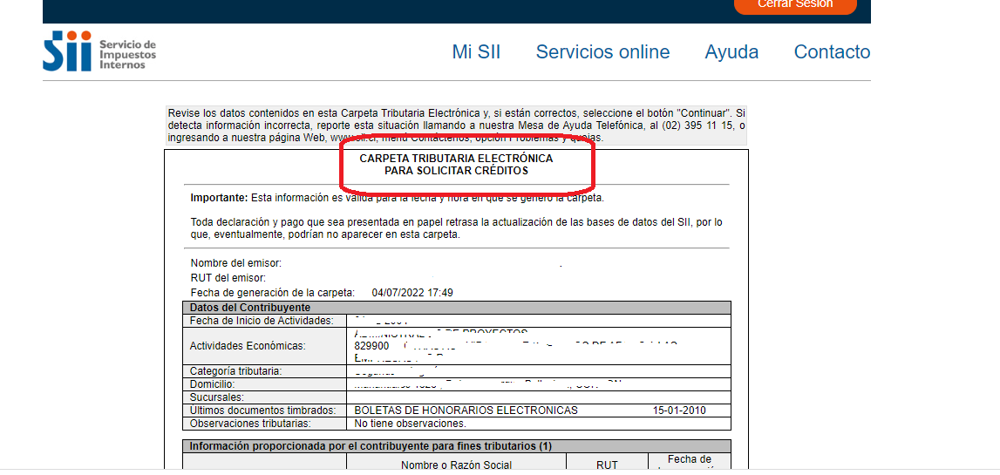 Cerrar Sesión
Sii Servicio de
Impuestos
Internos
Mi SII Servicios online Ayuda Contacto
Revise los datos contenidos en esta Carpeta Tributaria Electrónica y, si están correctos, seleccione el botón "Continuar". Si
detecta información incorrecta, reporte esta situación llamando a nuestra Mesa de Ayuda Telefónica, al (02) 395 11 15, o
ingresando a nuestra página Web, www.sii.cl, menú Contáctenos, opción Problemas y quejas.
CARPETA TRIBUTARIA ELECTRÓNICA
PARA SOLICITAR CRÉDITOS
Importante: Esta información es válida para la fecha y hora en que se generó la carpeta.
Toda declaración y pago que sea presentada en papel retrasa la actualización de las bases de datos del SII, por lo
que, eventualmente, podrían no aparecer en esta carpeta.
Nombre del emisor:
RUT del emisor:
Fecha de generación de la carpeta: 04/07/2022 17:49
Datos del Contribuyente
Fecha de Inicio de Actividades:
DE PROYECTOS
Actividades Económicas: 829900
Categoría tributaria:
Domicilio:
Sucursales:
Últimos documentos timbrados: BOLETAS DE HONORARIOS ELECTRONICAS 15-01-2010
Observaciones tributarias: No tiene observaciones.
Información proporcionada por el contribuyente para fines tributarios (1)
Nombre o Razón Social RUT Fecha de